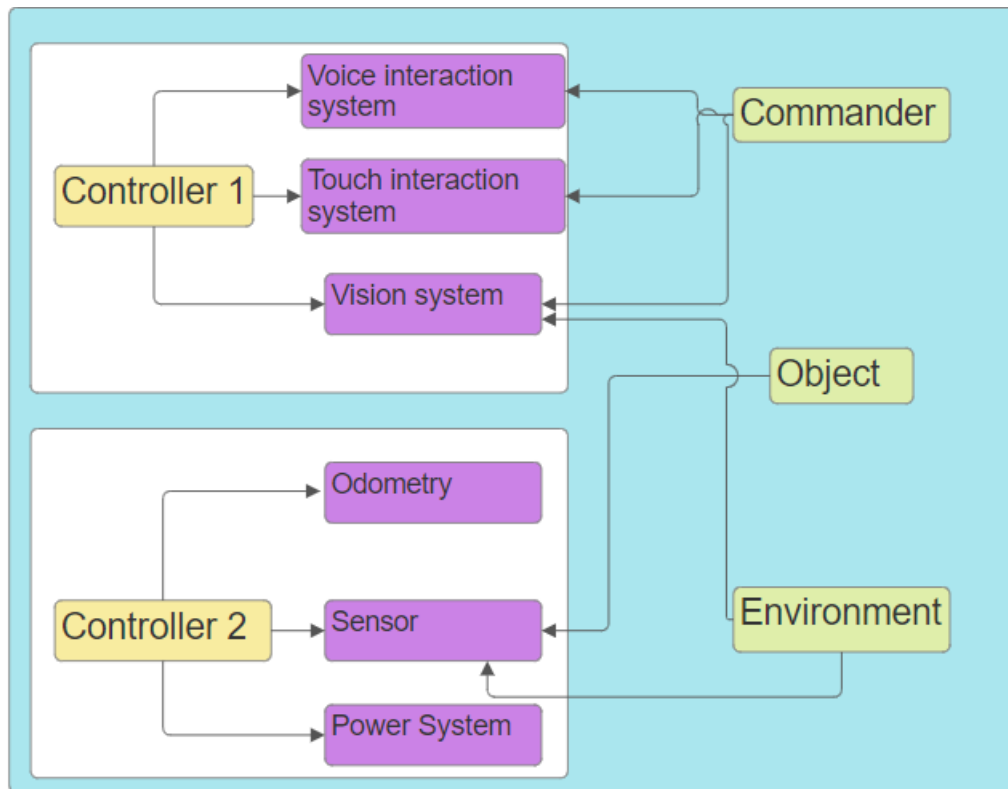 Voice interaction
system
Commander
Controller 1
Touch interaction
system
Vision system
Object
Odometry
Controller 2
Sensor
Environment
Power System